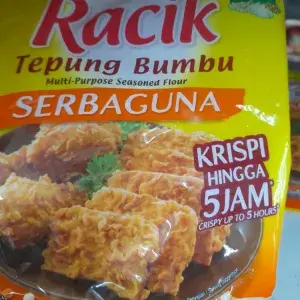 Racik
Tepung Bumbu
Multi-Purpose Seasoned Flour
SERBAGUNA
KRISPI
HINGGA
5JAM*
CRISPY UP TO 5 HOURS